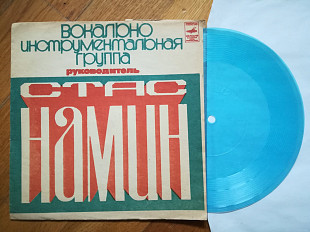 ВОКАЛЬНО
ИНСТРУМЕНТАЛЬНАЯ
ГРУППА
РУКОВОДИТЕЛЬ
СТАС
НАМИН